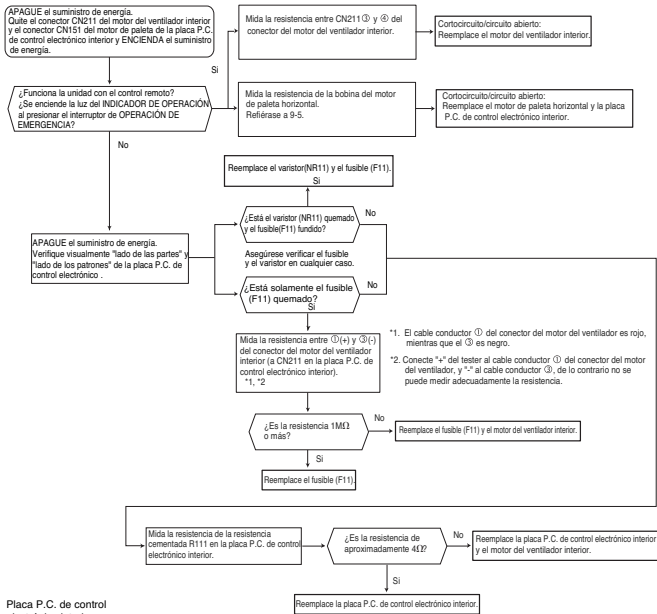 APAGUE el suministro de energía.
Quite el conector CN211 del motor del ventilador interior
y el conector CN151 del motor de paleta de la placa P.C.
de control electrónico interior y ENCIENDA el suministro
de energía.
Mida la resistencia entre CN211③ y ④ del
conector del motor del ventilador interior.
Cortocircuito/circuito abierto:
Reemplace el motor del ventilador interior.
Si
¿Funciona la unidad con el control remoto?
¿Se enciende la luz del INDICADOR DE OPERACIÓN
al presionar el interruptor de OPERACIÓN DE
EMERGENCIA?
Mida la resistencia de la bobina del motor
de paleta horizontal.
Refiérase a 9-5.
Cortocircuito/circuito abierto:
Reemplace el motor de paleta horizontal y la placa
P.C. de control electrónico interior.
No
Reemplace el varistor(NR11) y el fusible (F11).
Si
¿Está el varistor (NR11) quemado
y el fusible(F11) fundido?
No
APAGUE el suministro de energía.
Verifique visualmente "lado de las partes" y
"lado de los patrones" de la placa P.C. de
control electrónico .
Asegúrese verificar el fusible
y el varistor en cualquier caso.
¿Está solamente el fusible
(F11) quemado?
No
Si
Mida la resistencia entre ①(+) y ③(-)
del conector del motor del ventilador
interior (a CN211 en la placa P.C. de
control electrónico interior).
*1, *2
*1. El cable conductor ① del conector del motor del ventilador es rojo,
mientras que el ③ es negro.
*2. Conecte "+" del tester al cable conductor ① del conector del motor
del ventilador, y "-" al cable conductor ③, de lo contrario no se
puede medir adecuadamente la resistencia.
¿Es la resistencia 1MΩ
o más?
No
Reemplace el fusible (F11) y el motor del ventilador interior.
Si
Reemplace el fusible (F11).
Mida la resistencia de la resistencia
cementada R111 en la placa P.C. de control
electrónico interior.
¿Es la resistencia de
aproximadamente 4Ω?
No
Reemplace la placa P.C. de control electrónico interior
y el motor del ventilador interior.
Si
Reemplace la placa P.C. de control electrónico interior.
Placa P.C. de control